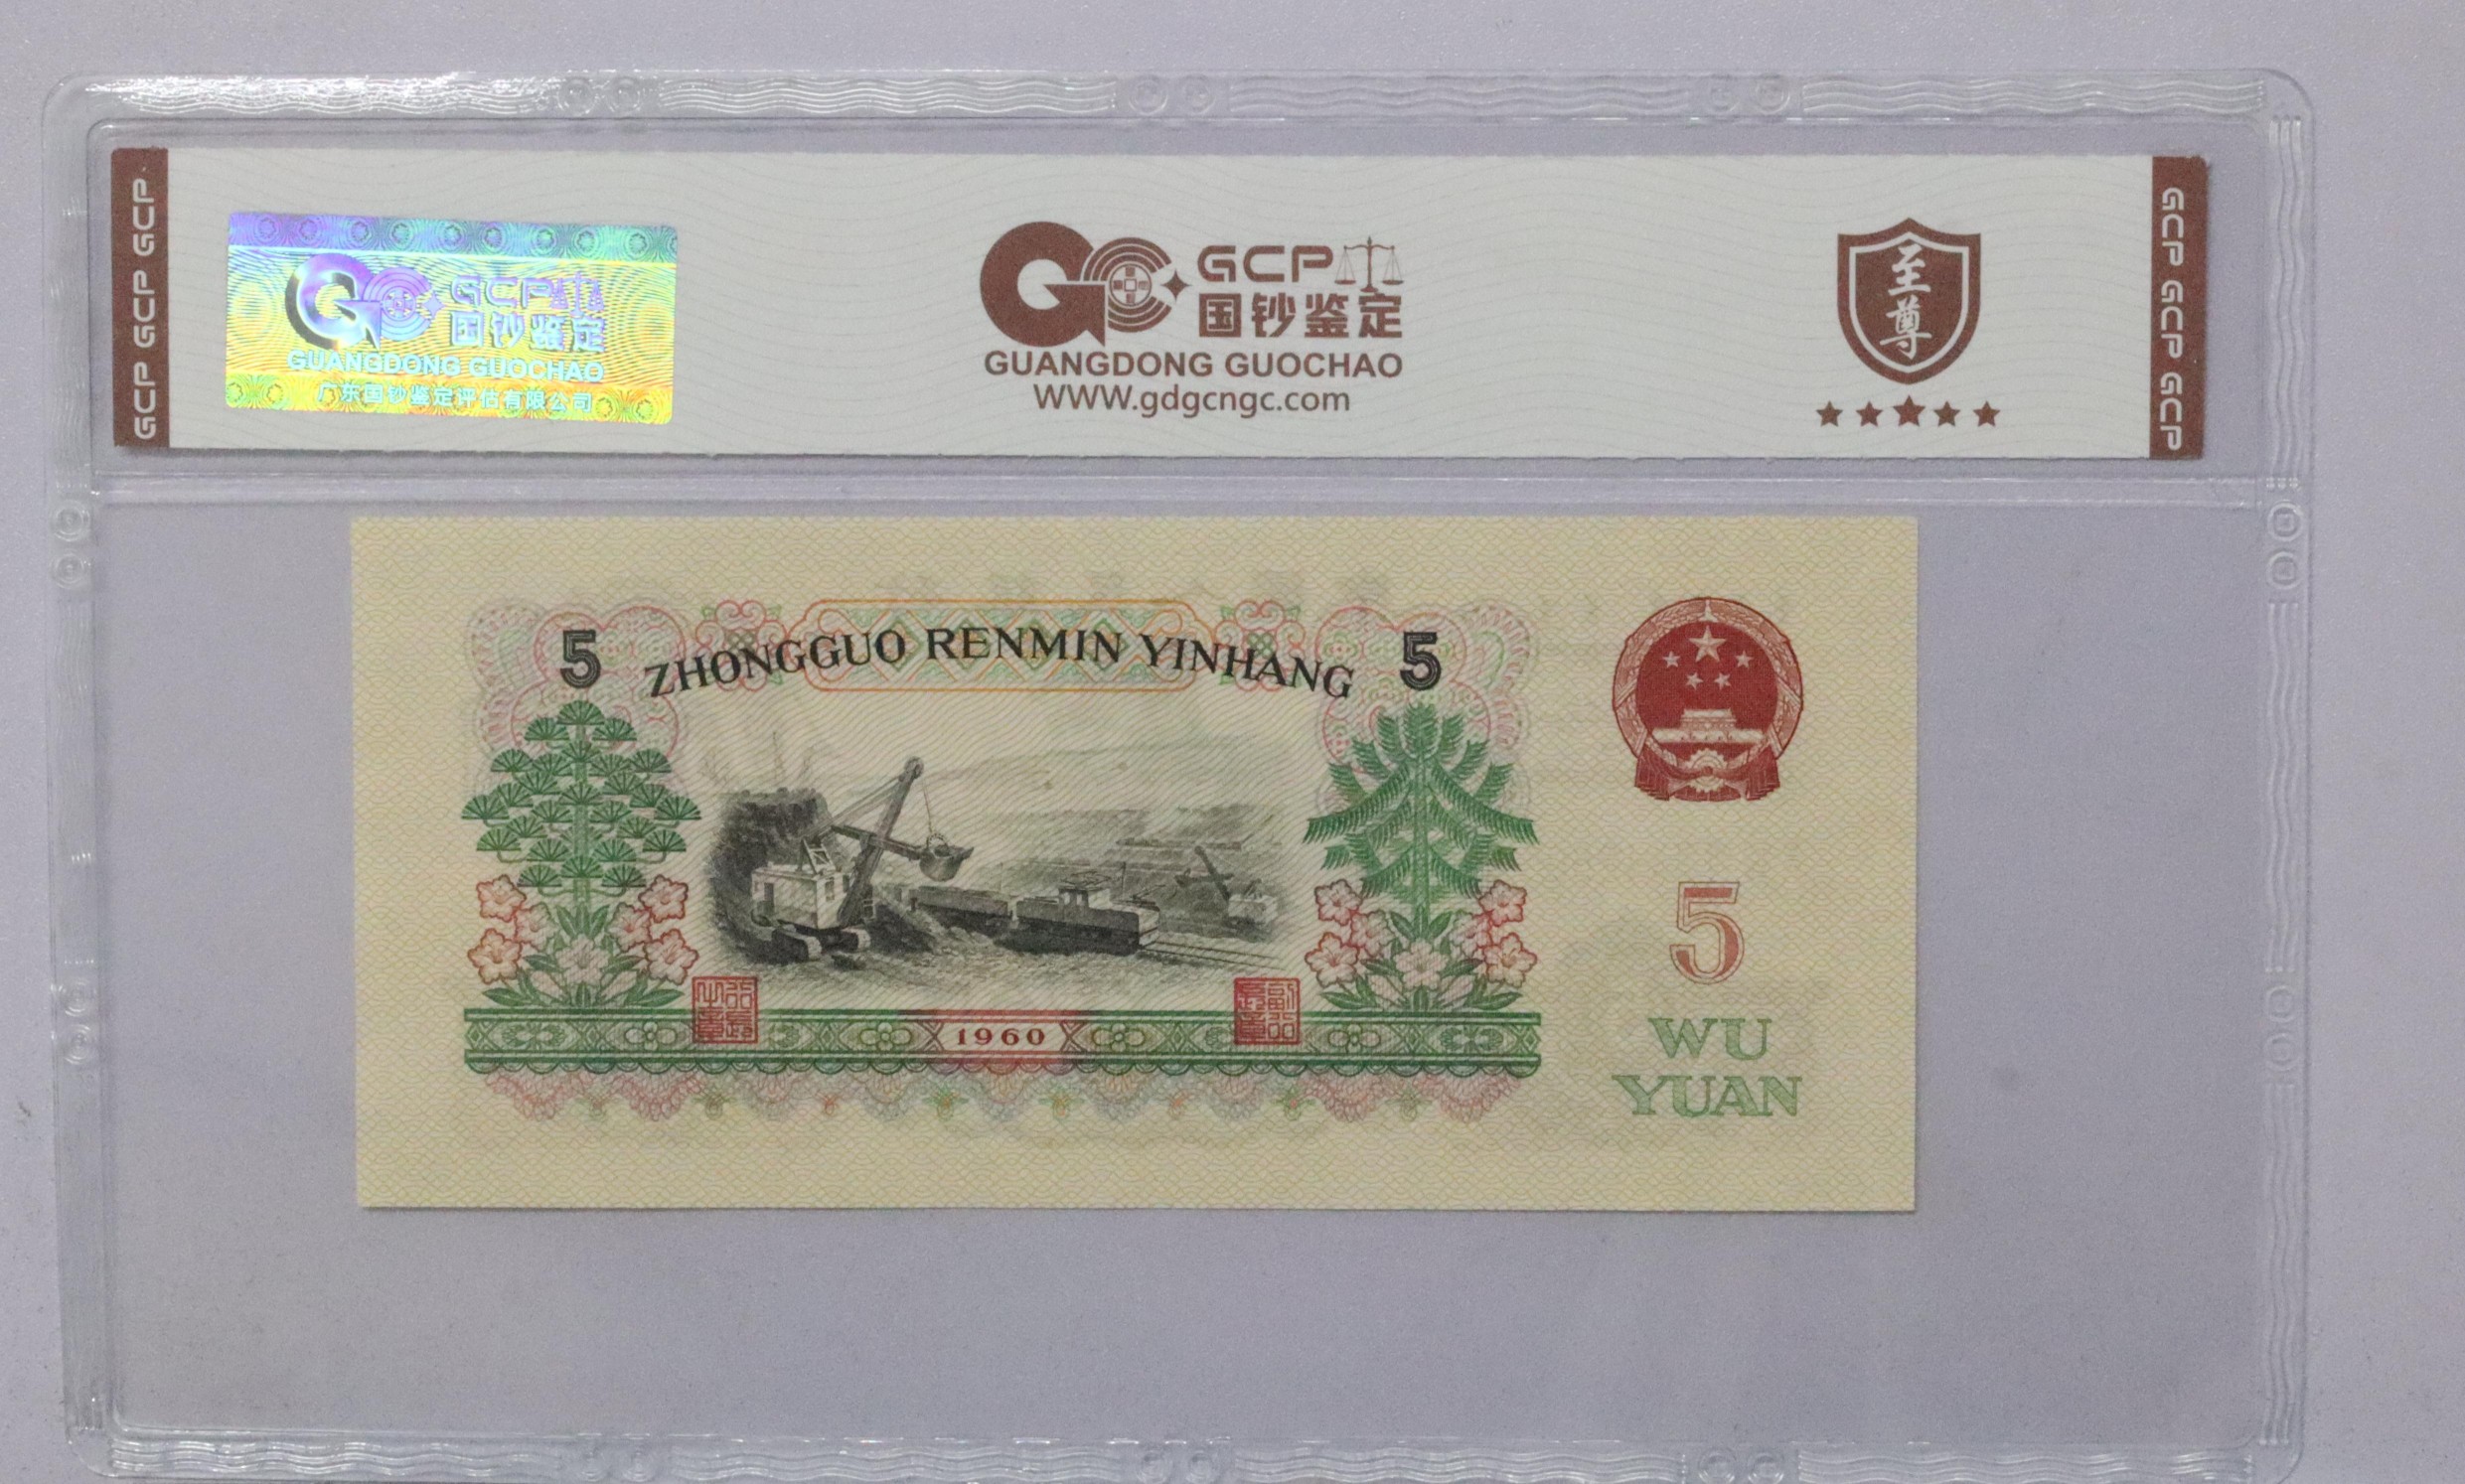 GCP GCP GCP
GCP
国钞鉴定
GUANGDONG GUOCHAO
广东国钞鉴定评估有限公司
GCP
国钞鉴定
GUANGDONG GUOCHAO
WWW.gdgcngc.com
至尊
GCP GCP GCP
5 ZHONGGUO RENMIN YINHANG 5
5
WU
YUAN
1960